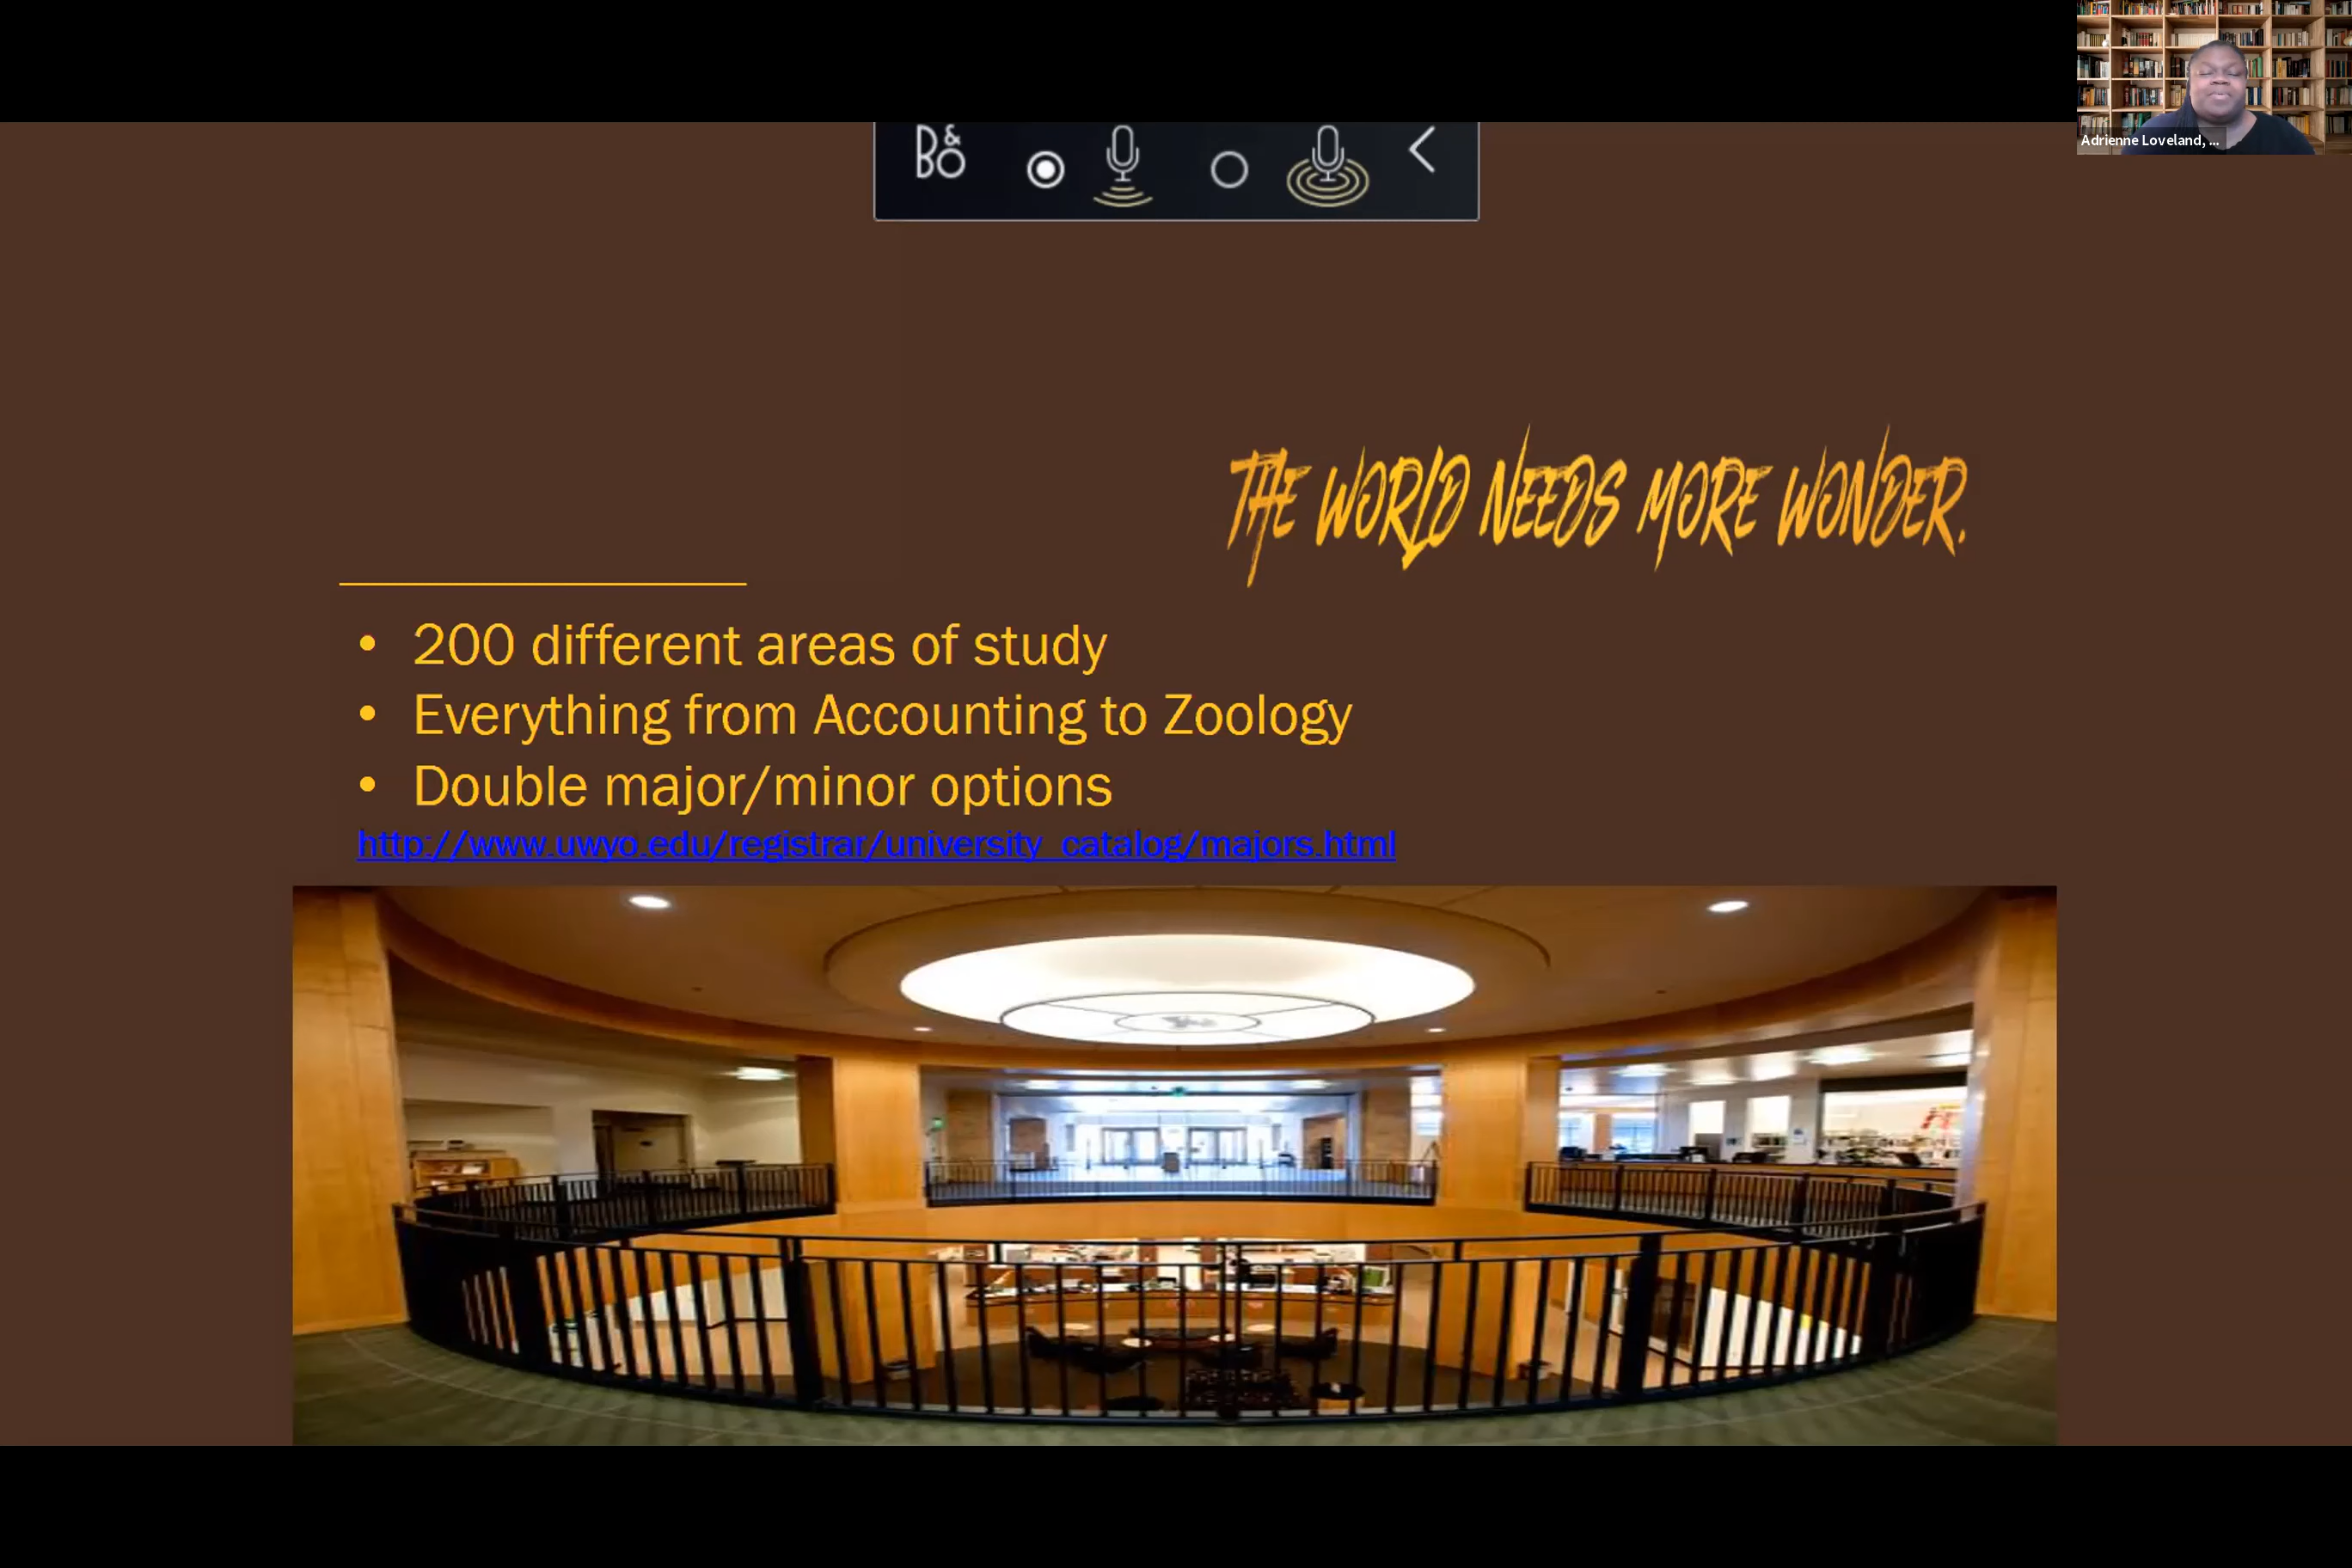 Adrienne Loveland, ...
B&O
THE WORLD NEEDS MORE WONDER.
• 200 different areas of study
• Everything from Accounting to Zoology
• Double major/minor options
http://www.uwyo.edu/registrar/university_catalog/majors.html